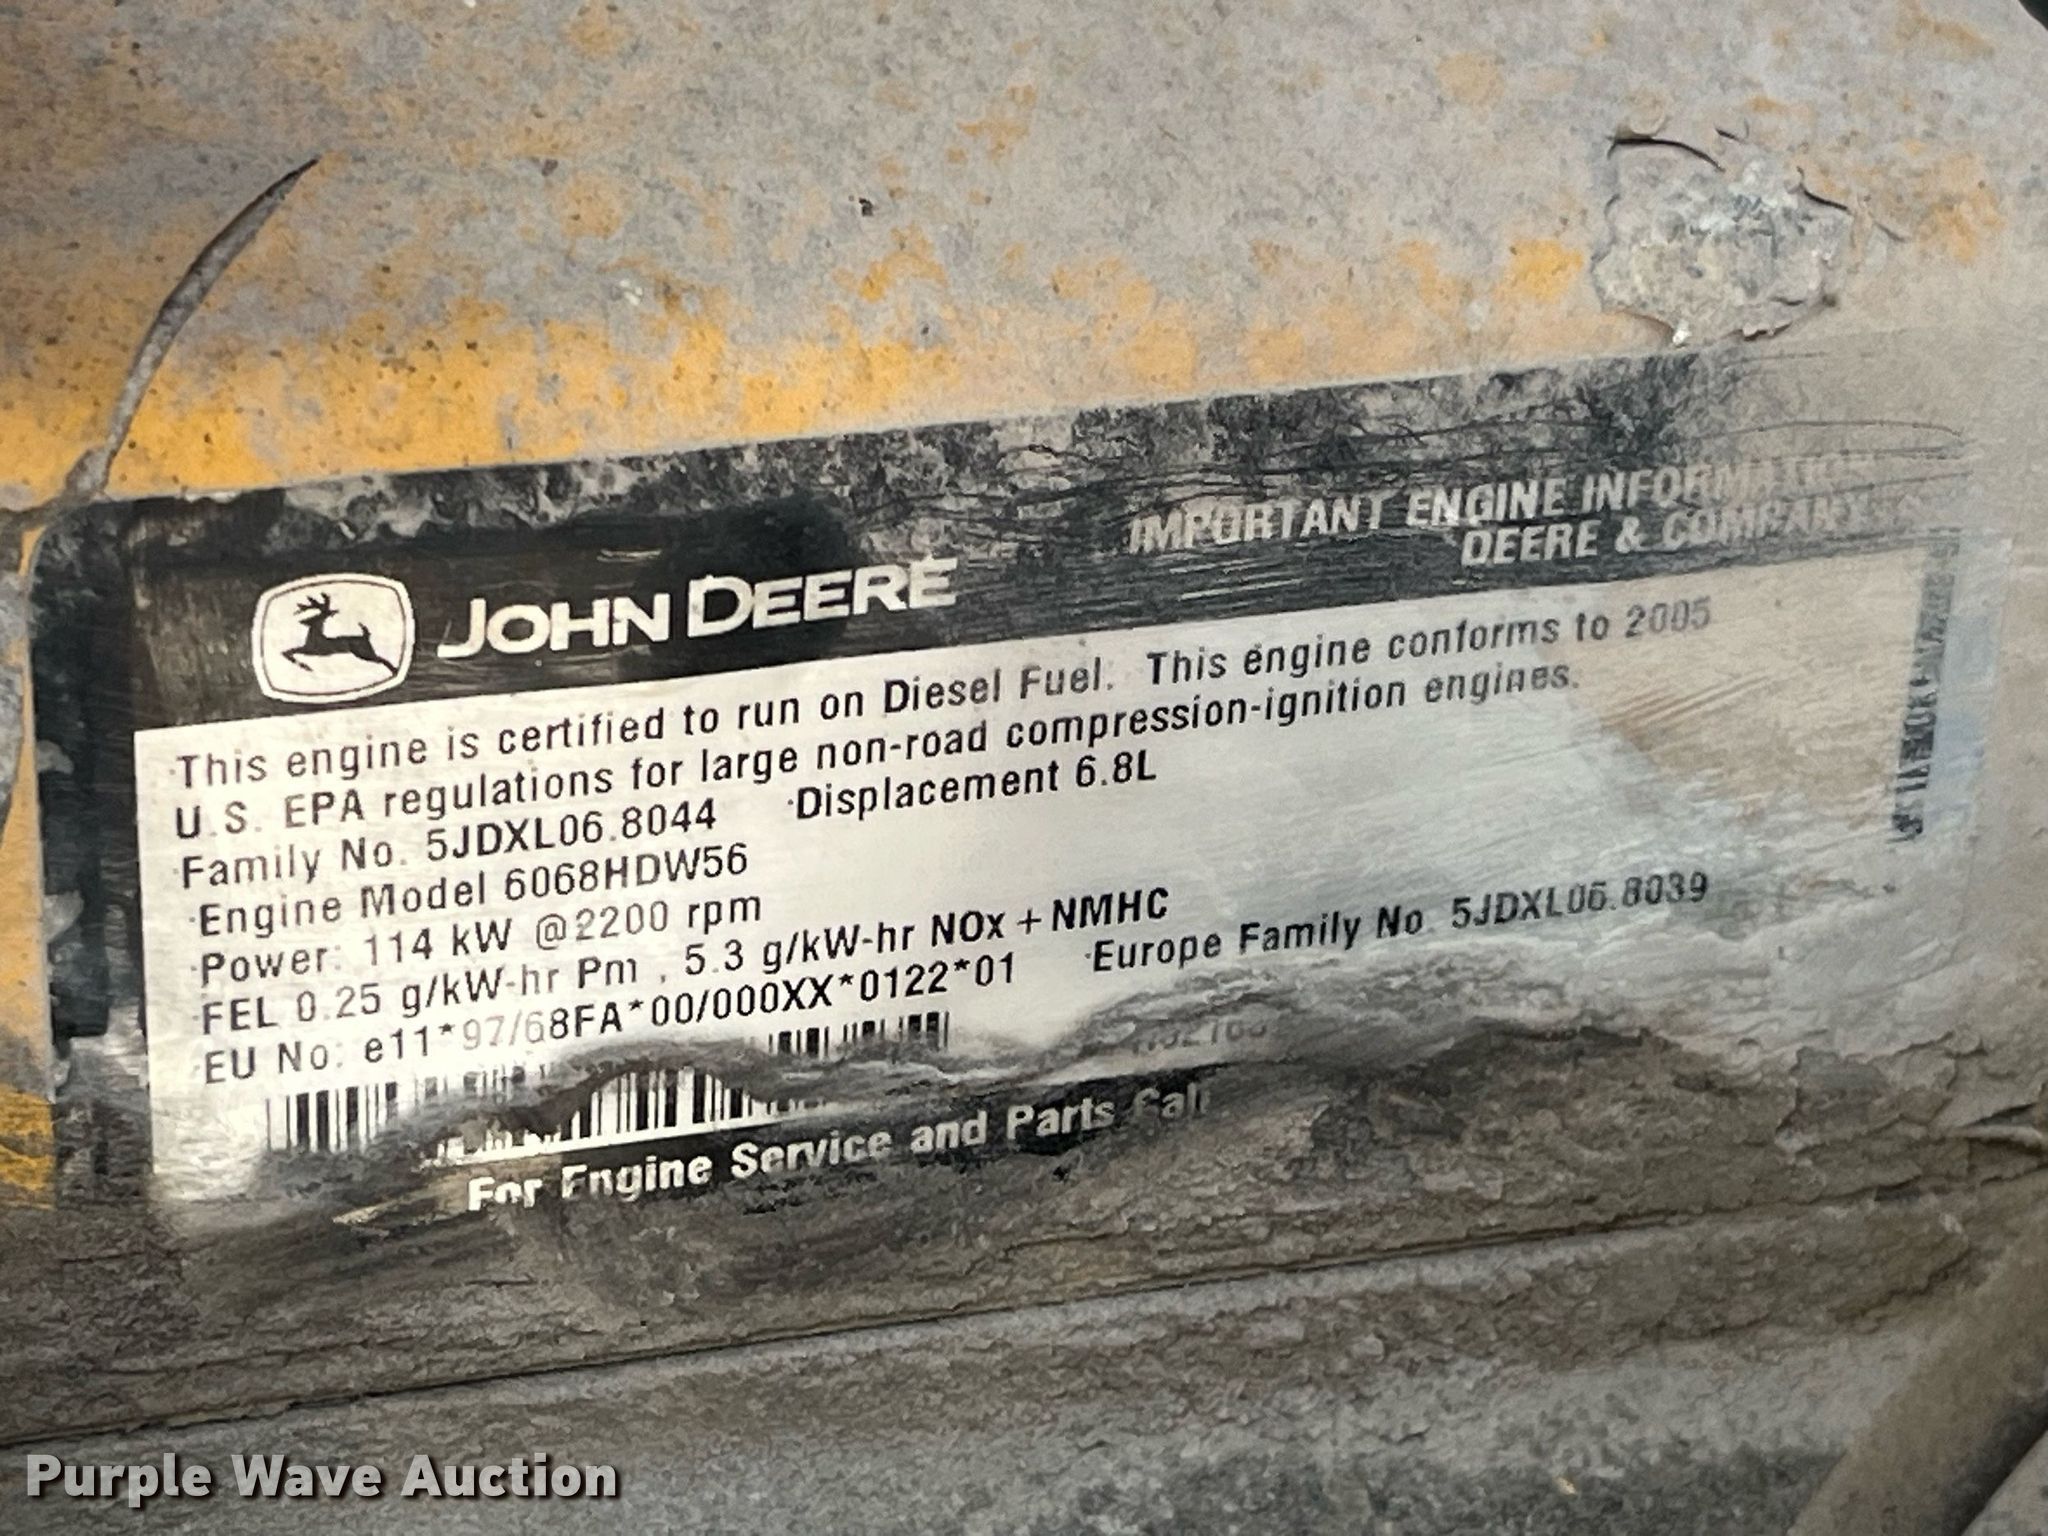 IMPORTANT ENGINE INFORMATION
DEERE & COMPANY
JOHN DEERE
This engine is certified to run on Diesel Fuel. This engine conforms to 2005
U.S. EPA regulations for large non-road compression-ignition engines.
Family No. 5JDXL06.8044 Displacement 6.8L
Engine Model 6068HDW56
Power: 114 kW @2200 rpm
FEL 0.25 g/kW-hr Pm , 5.3 g/kW-hr NOx + NMHC
EU No: e11*97/68FA*00/000XX*0122*01 Europe Family No. 5JDXL06.8039
For Engine Service and Parts Call
Purple Wave Auction